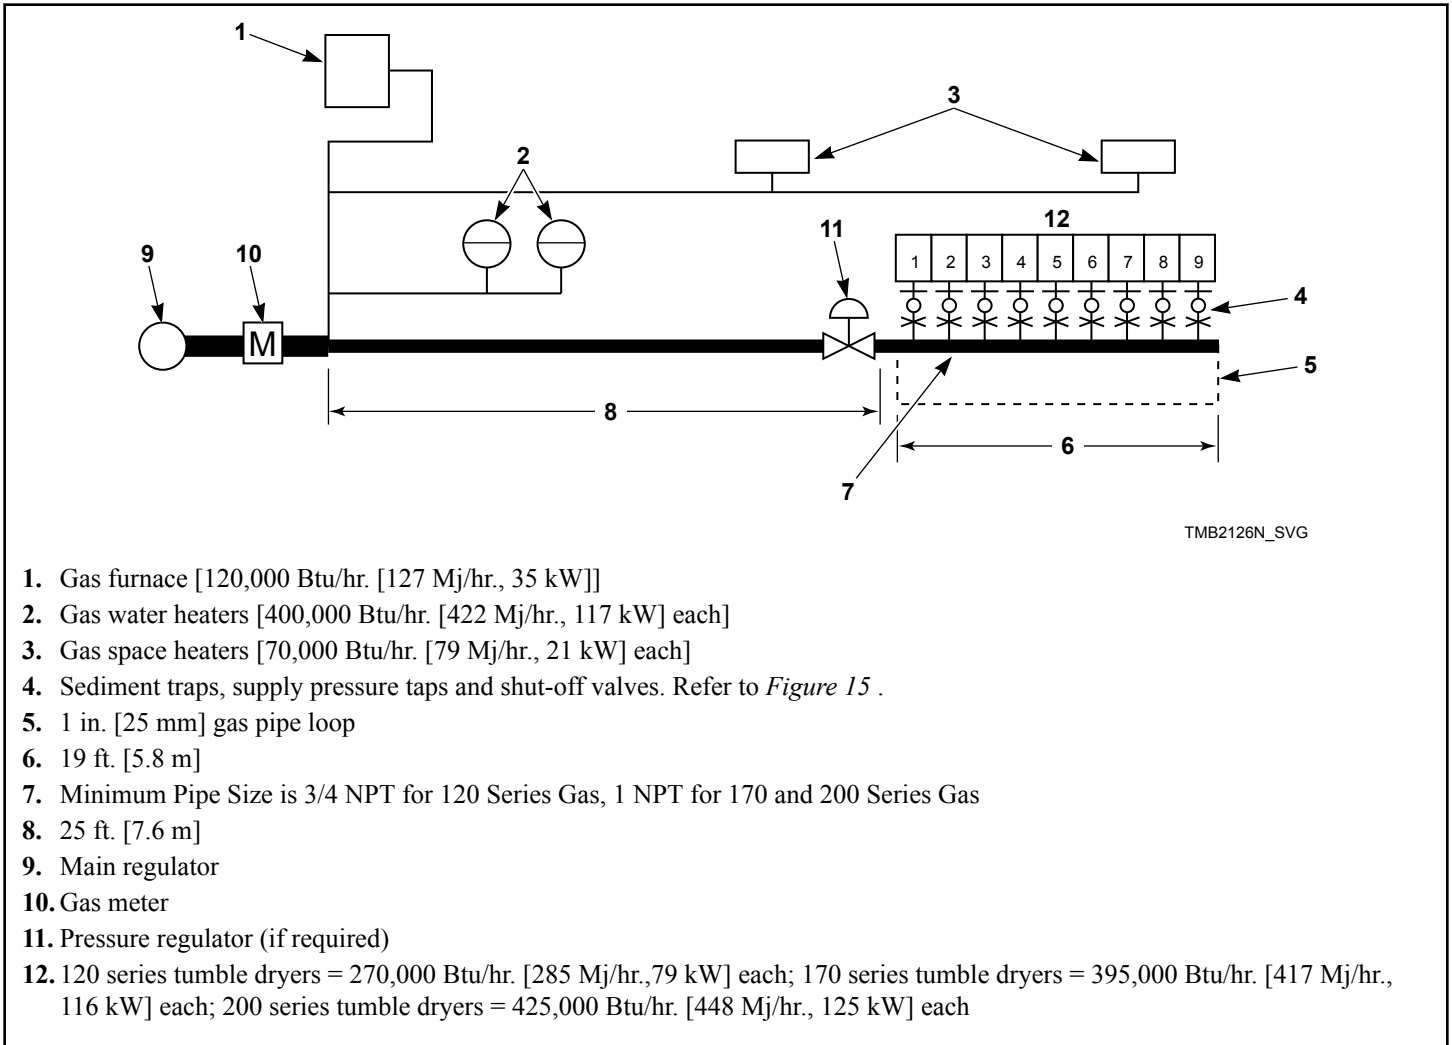 1
3
2
12
11
9
10
1 2 3 4 5 6 7 8 9
4
M
5
8
6
7
TMB2126N_SVG
1. Gas furnace [120,000 Btu/hr. [127 Mj/hr., 35 kW]]
2. Gas water heaters [400,000 Btu/hr. [422 Mj/hr., 117 kW] each]
3. Gas space heaters [70,000 Btu/hr. [79 Mj/hr., 21 kW] each]
4. Sediment traps, supply pressure taps and shut-off valves. Refer to Figure 15 .
5. 1 in. [25 mm] gas pipe loop
6. 19 ft. [5.8 m]
7. Minimum Pipe Size is 3/4 NPT for 120 Series Gas, 1 NPT for 170 and 200 Series Gas
8. 25 ft. [7.6 m]
9. Main regulator
10. Gas meter
11. Pressure regulator (if required)
12. 120 series tumble dryers = 270,000 Btu/hr. [285 Mj/hr.,79 kW] each; 170 series tumble dryers = 395,000 Btu/hr. [417 Mj/hr.,
116 kW] each; 200 series tumble dryers = 425,000 Btu/hr. [448 Mj/hr., 125 kW] each